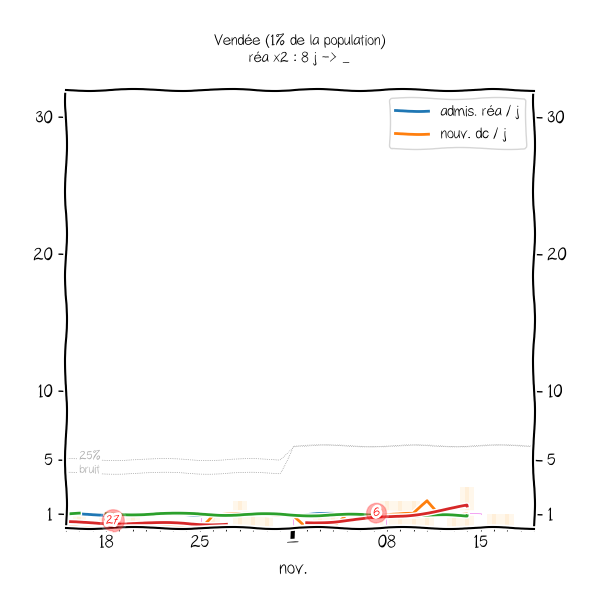 Vendée (1% de la population)
réa x2 : 8 j -> _
admis. réa / j
nouv. dc / j
30 30
20 20
10 10
5 5
1 1
25%
bruit
27
6
18 25 1 08 15
nov.